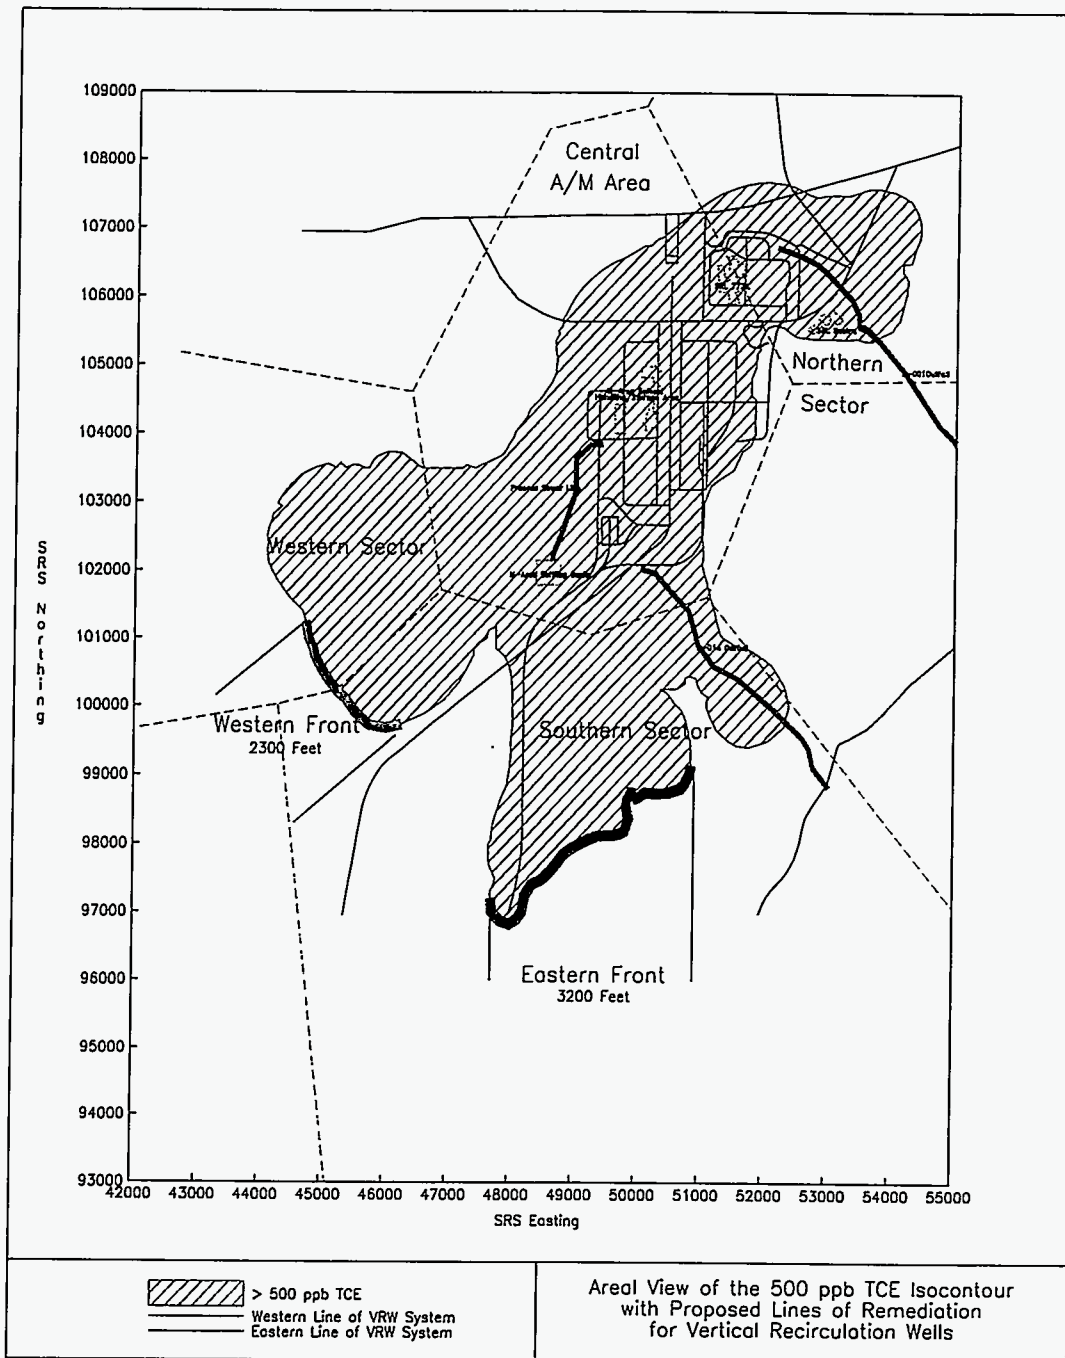 109000
108000
107000
106000
105000
104000
103000
102000
101000
100000
99000
98000
97000
96000
95000
94000
93000
SRS Northing
Central
A/M Area
Northern
Sector
Western Sector
Western Front
2300 Feet
Southern Sector
Eastern Front
3200 Feet
42000 43000 44000 45000 46000 47000 48000 49000 50000 51000 52000 53000 54000 55000
SRS Easting
> 500 ppb TCE
Western Line of VRW System
Eastern Line of VRW System
Areal View of the 500 ppb TCE Isocontour
with Proposed Lines of Remediation
for Vertical Recirculation Wells